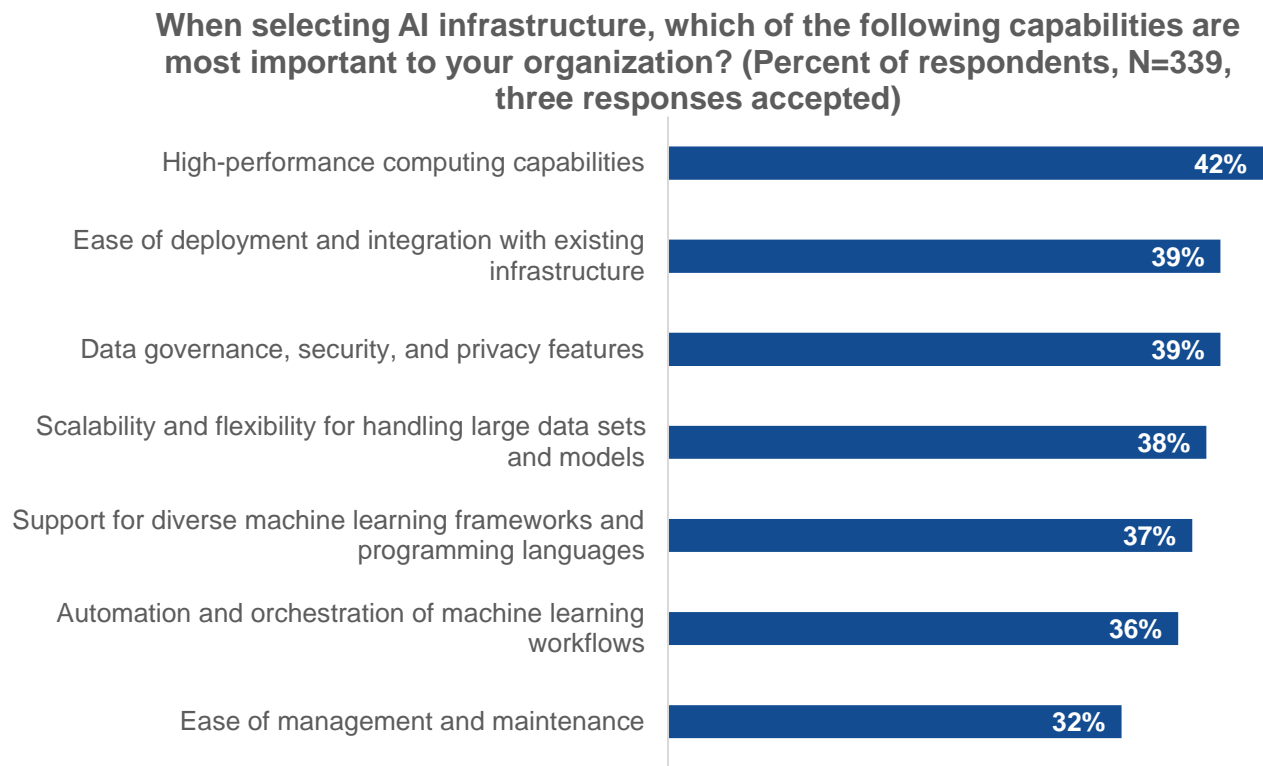 When selecting AI infrastructure, which of the following capabilities are
most important to your organization? (Percent of respondents, N=339,
three responses accepted)
High-performance computing capabilities
42%
Ease of deployment and integration with existing
infrastructure
39%
Data governance, security, and privacy features
39%
Scalability and flexibility for handling large data sets
and models
38%
Support for diverse machine learning frameworks and
programming languages
37%
Automation and orchestration of machine learning
workflows
36%
Ease of management and maintenance
32%